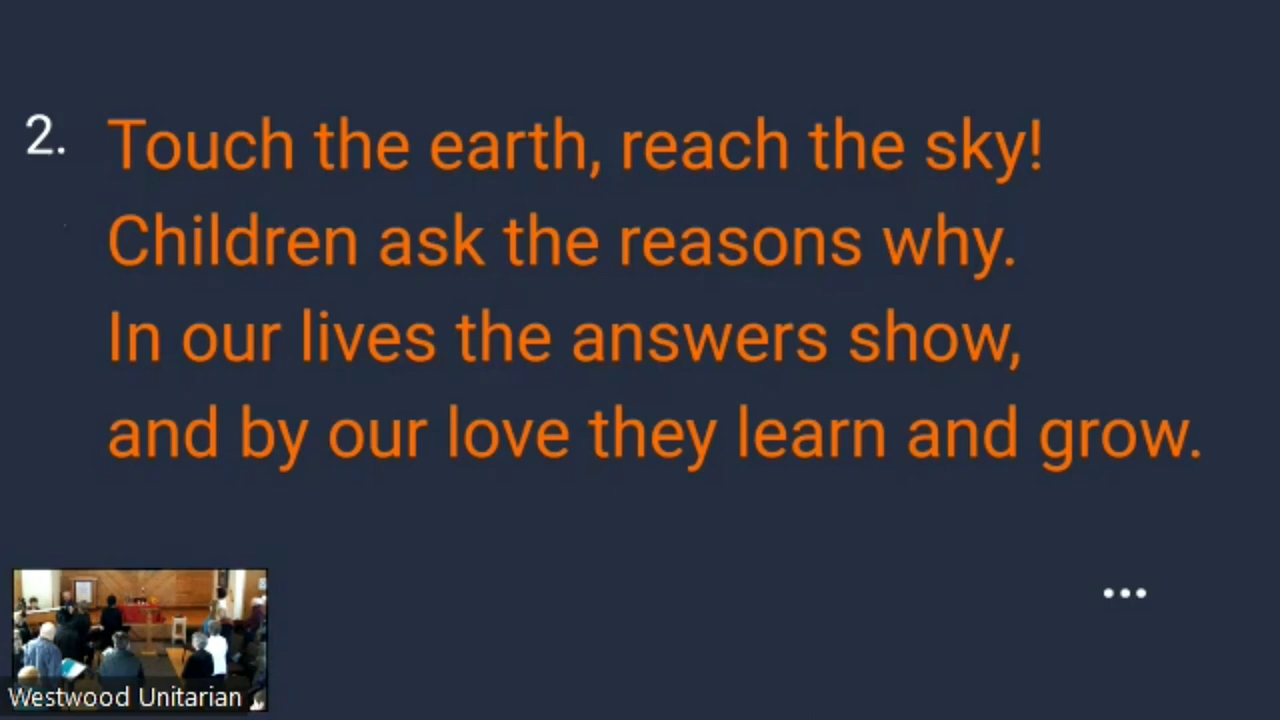 2. Touch the earth, reach the sky!
Children ask the reasons why.
In our lives the answers show,
and by our love they learn and grow.
...
Westwood Unitarian